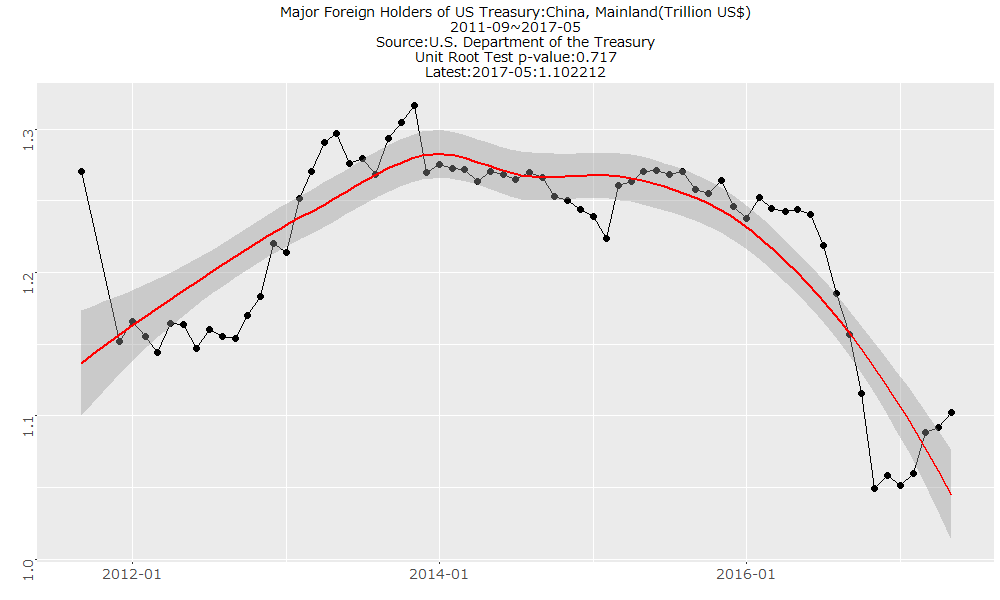 Major Foreign Holders of US Treasury:China, Mainland(Trillion US$)
2011-09~2017-05
Source:U.S. Department of the Treasury
Unit Root Test p-value:0.717
Latest:2017-05:1.102212
1.3
1.2
1.1
1.0
2012-01
2014-01
2016-01